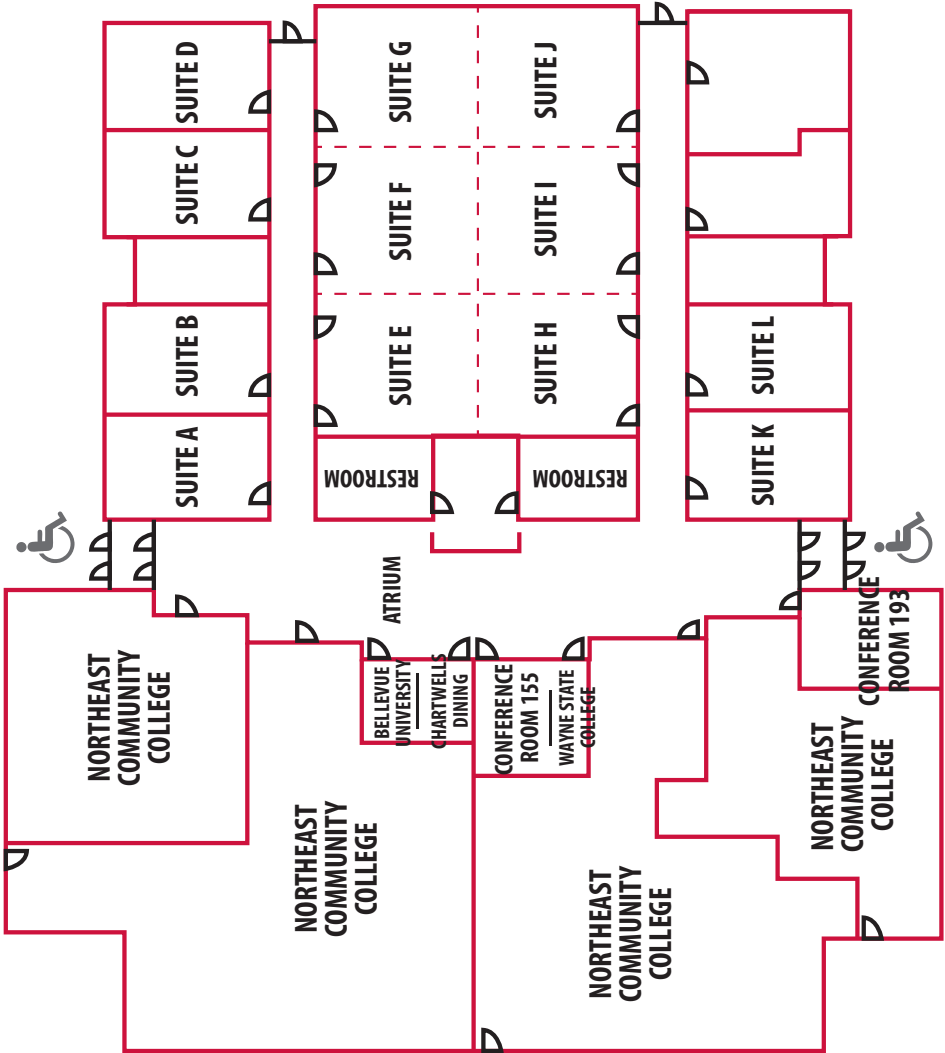 SUITE D
SUITE C
SUITE B
SUITE A
SUITE G
SUITE F
SUITE E
SUITE J
SUITE I
SUITE H
SUITE L
SUITE K
RESTROOM
RESTROOM
ATRIUM
NORTHEAST
COMMUNITY
COLLEGE
BELLEVUE
UNIVERSITY
CHARTWELLS
DINING
CONFERENCE
ROOM 155
WAYNE STATE
COLLEGE
CONFERENCE
ROOM 193
NORTHEAST
COMMUNITY
COLLEGE
NORTHEAST
COMMUNITY
COLLEGE
NORTHEAST
COMMUNITY
COLLEGE